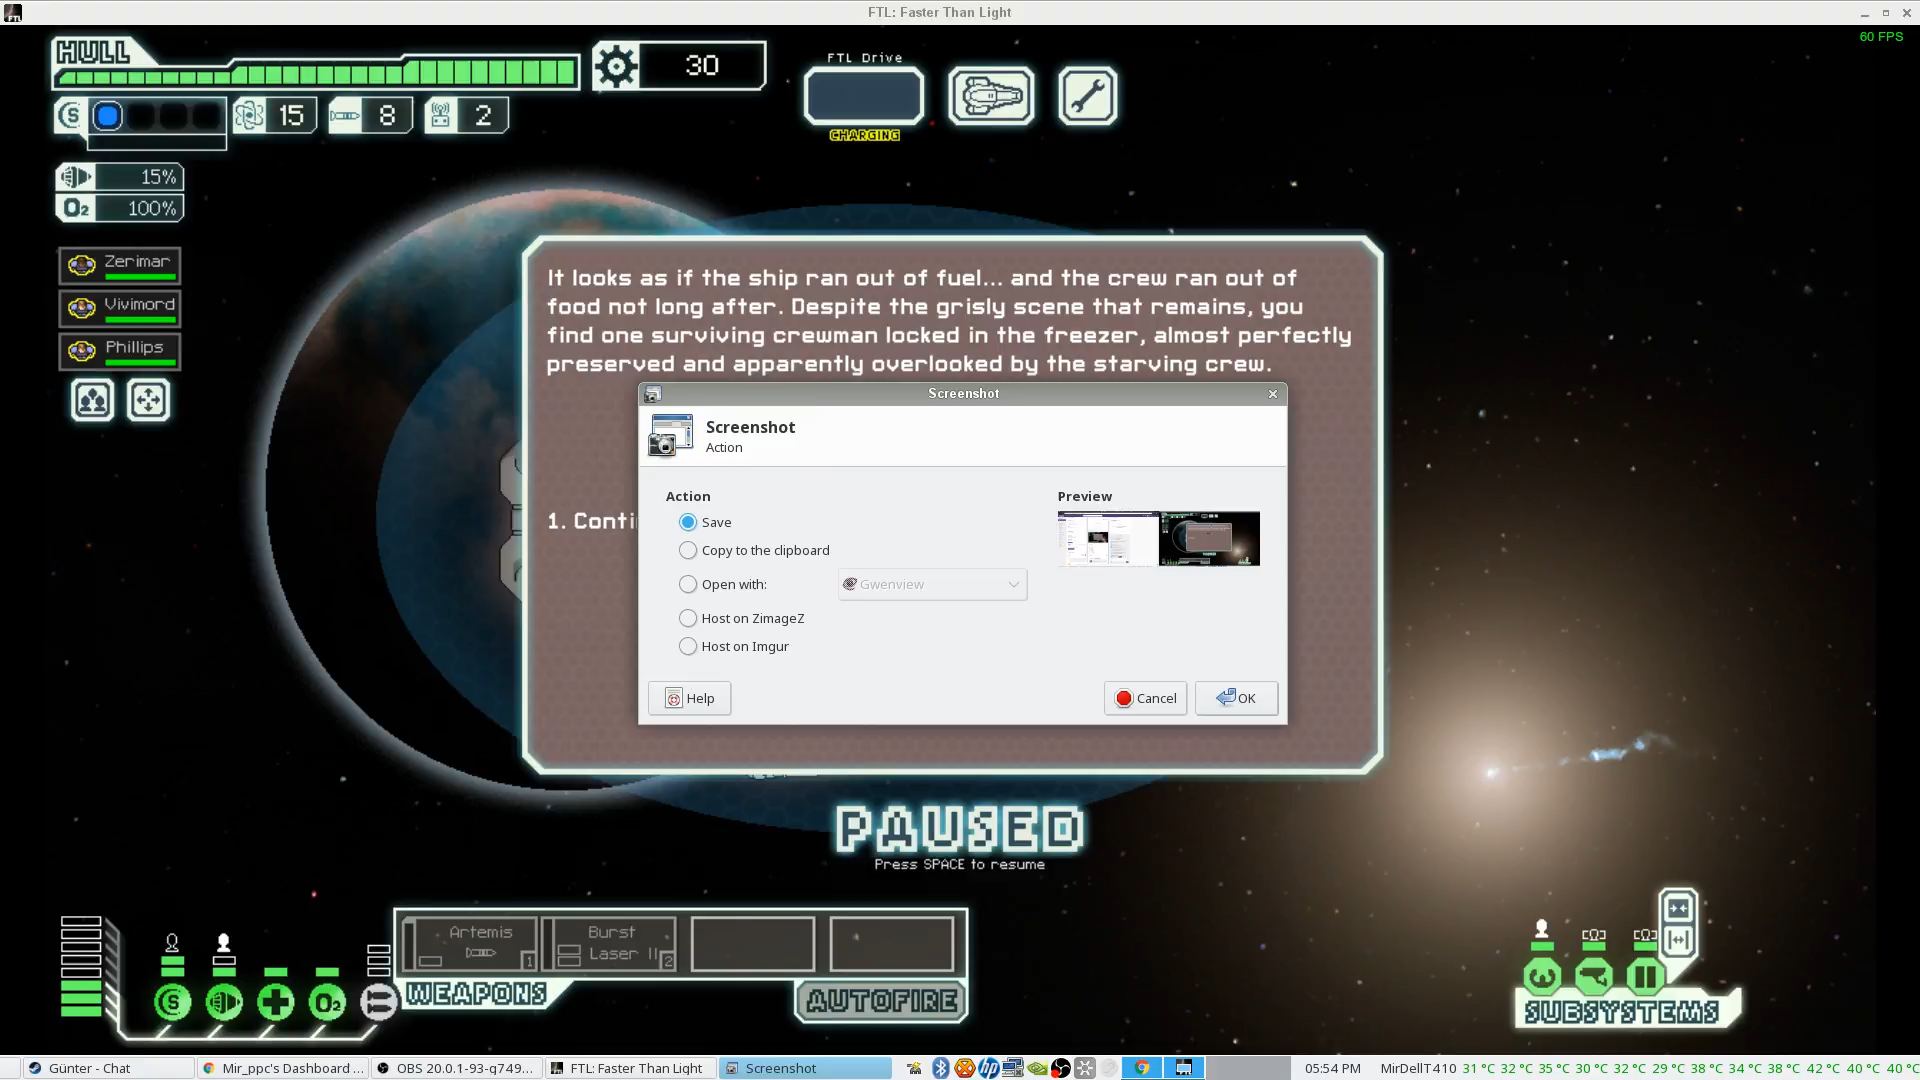 FTL: Faster Than Light
60 FPS
HULL
30
FTL Drive
CHARGING
15
8
2
15%
O2
100%
Zerimar
Vivimord
Phillips
It looks as if the ship ran out of fuel... and the crew ran out of
food not long after. Despite the grisly scene that remains, you
find one surviving crewman locked in the freezer, almost perfectly
preserved and apparently overlooked by the starving crew.
1. Conti
Screenshot
Screenshot
Action
Action
Preview
Save
Copy to the clipboard
Open with:
Gwenview
Host on ZimageZ
Host on Imgur
Help
Cancel
OK
PAUSED
Press SPACE to resume
Artemis
1
Burst
Laser II
2
WEAPONS
AUTOFIRE
O2
SUBSYSTEMS
Günter - Chat
Mir_ppc's Dashboard ...
OBS 20.0.1-93-g749...
FTL: Faster Than Light
Screenshot
05:54 PM
MirDellT410
31 °C 32 °C 35 °C 30 °C 32 °C 29 °C 38 °C 34 °C 38 °C 42 °C 40 °C 40 °C